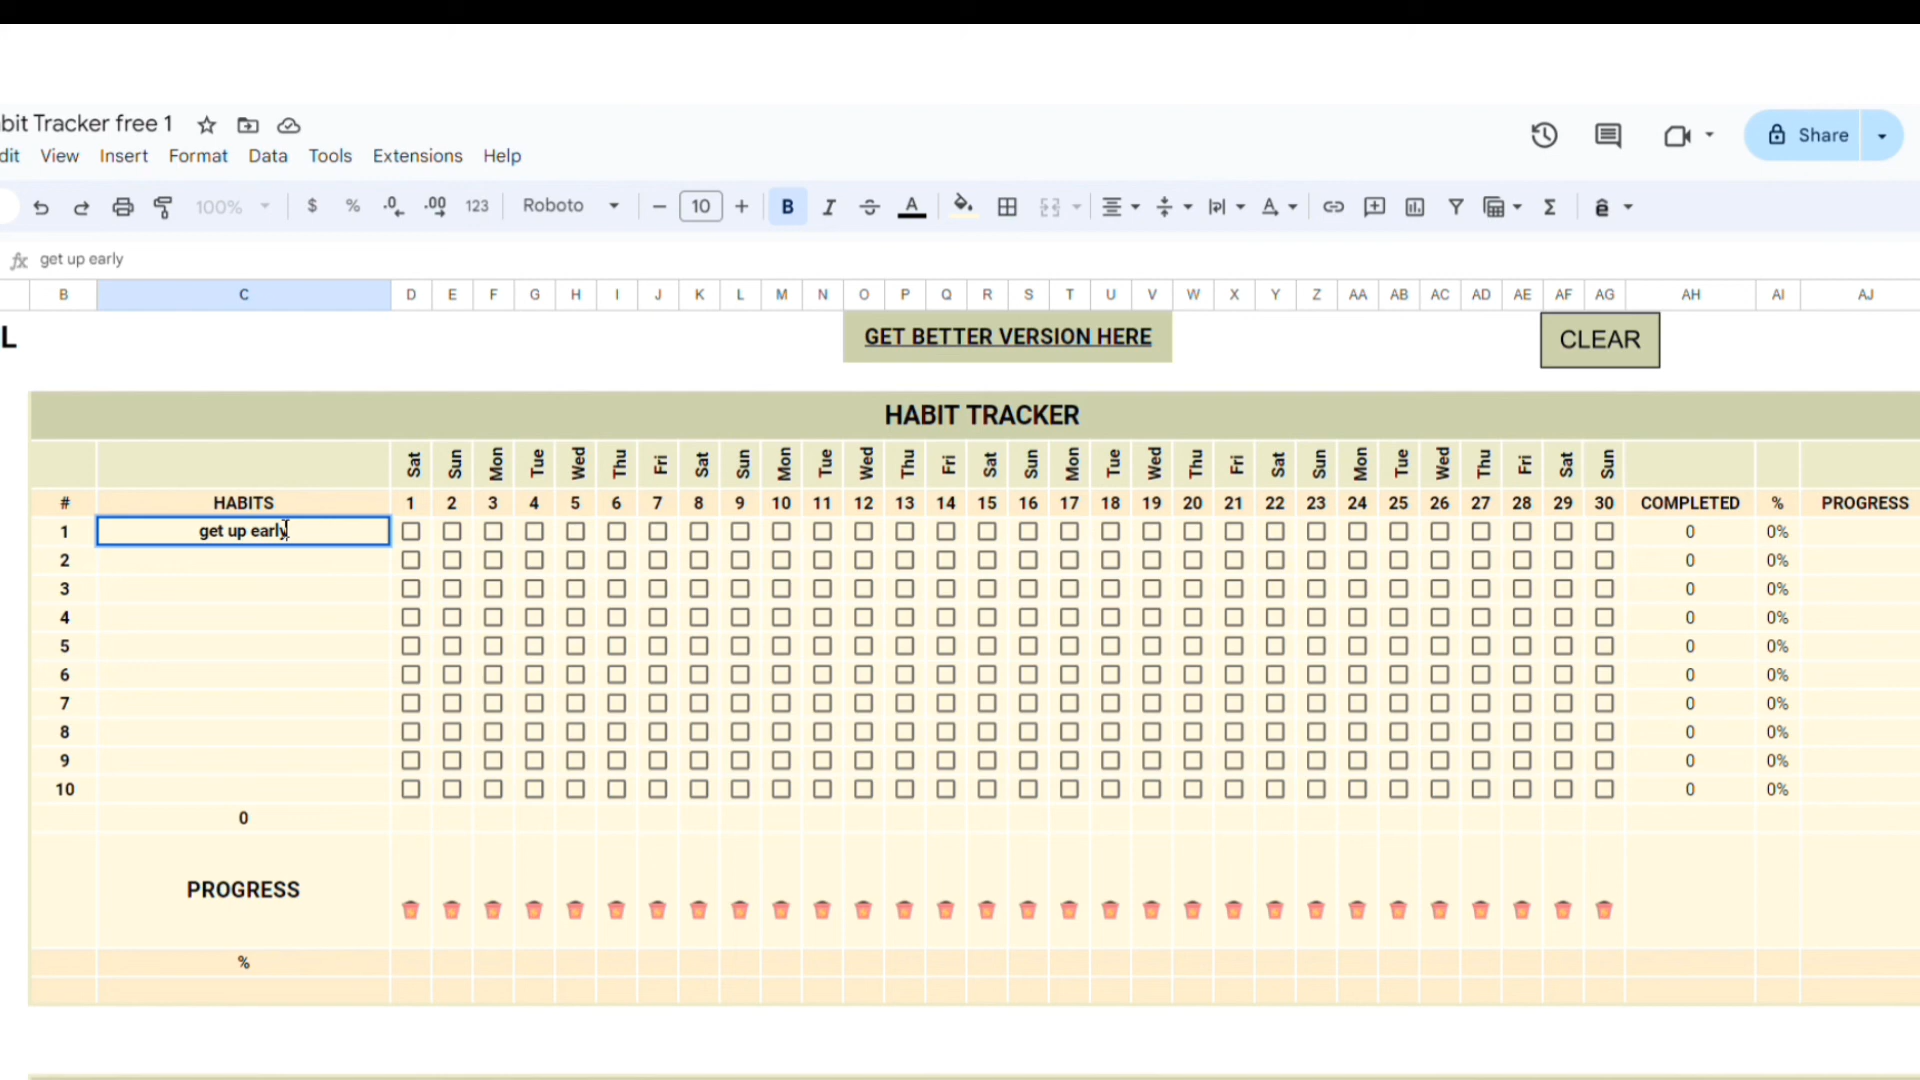 bit Tracker free 1
dit View Insert Format Data Tools Extensions Help
Share
100% $ % .0 .00 123 Roboto 10 B I A
get up early
B C D E F G H I J K L M N O P Q R S T U V W X Y Z AA AB AC AD AE AF AG AH AI AJ
L GET BETTER VERSION HERE CLEAR
HABIT TRACKER
Sat Sun Mon Tue Wed Thu Fri Sat Sun Mon Tue Wed Thu Fri Sat Sun Mon Tue Wed Thu Fri Sat Sun Mon Tue Wed Thu Fri Sat Sun
# HABITS 1 2 3 4 5 6 7 8 9 10 11 12 13 14 15 16 17 18 19 20 21 22 23 24 25 26 27 28 29 30 COMPLETED % PROGRESS
1 get up early 0 0%
2 0 0%
3 0 0%
4 0 0%
5 0 0%
6 0 0%
7 0 0%
8 0 0%
9 0 0%
10 0 0%
0
PROGRESS
%